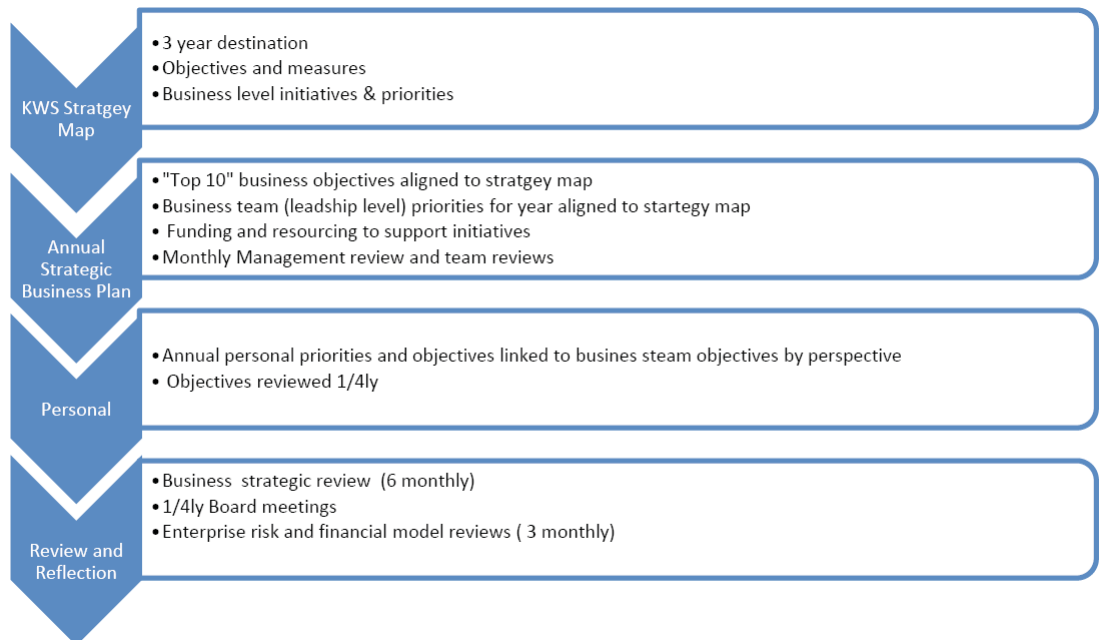 KWS Stratgey
Map
•3 year destination
•Objectives and measures
•Business level initiatives & priorities
Annual
Strategic
Business Plan
•"Top 10" business objectives aligned to stratgey map
•Business team (leadship level) priorities for year aligned to startegy map
• Funding and resourcing to support initiatives
•Monthly Management review and team reviews
Personal
•Annual personal priorities and objectives linked to busines steam objectives by perspective
• Objectives reviewed 1/4ly
Review and
Reflection
•Business strategic review (6 monthly)
•1/4ly Board meetings
•Enterprise risk and financial model reviews ( 3 monthly)